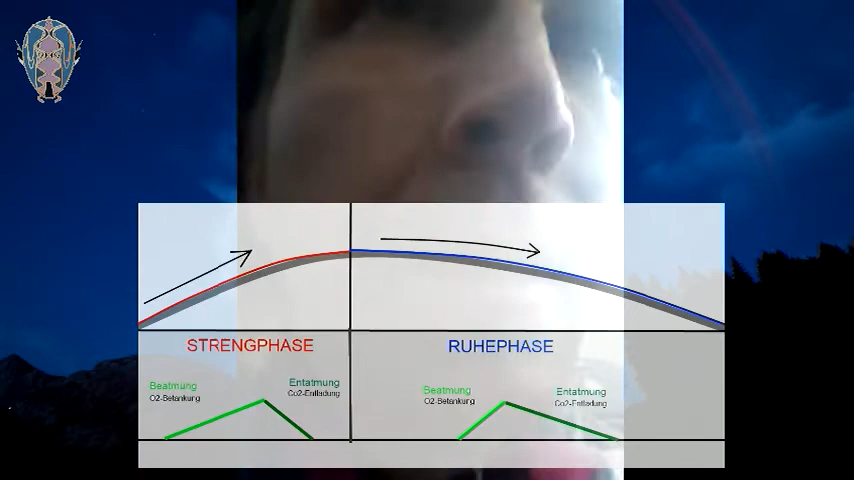 STRENGPHASE
RUHEPHASE
Beatmung
O2-Betankung
Entatmung
Co2-Entladung
Beatmung
O2-Betankung
Entatmung
Co2-Entladung